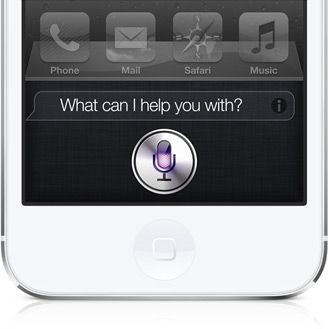 Phone Mail Safari Music
What can I help you with?
i